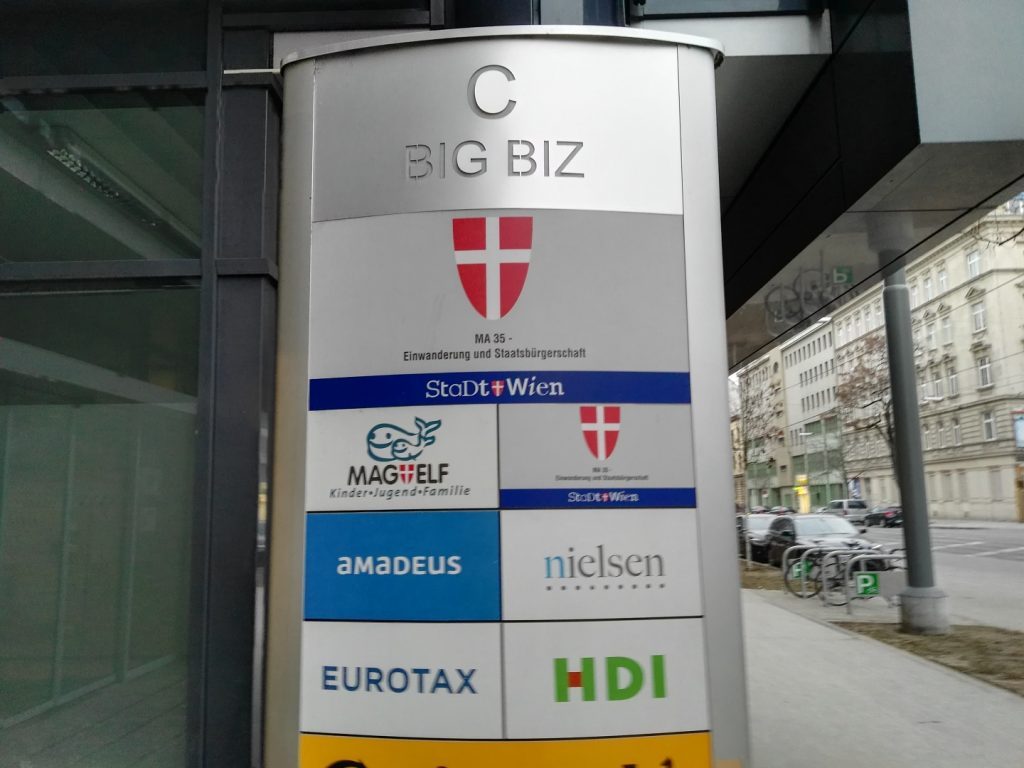 C
BIG BIZ
MA 35 -
Einwanderung und Staatsbürgerschaft
StaDt Wien
MAG ELF
Kinder•Jugend•Familie
MA 35 -
Einwanderung und Staatsbürgerschaft
StaDt Wien
amaDEUS
nielsen
EUROTAX
HDI
P
P